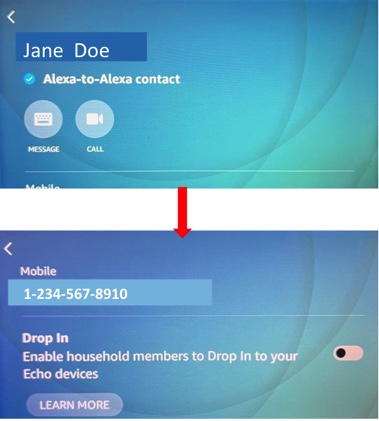 Jane Doe
Alexa-to-Alexa contact
MESSAGE CALL
Mobile
Mobile
1-234-567-8910
Drop In
Enable household members to Drop In to your
Echo devices
LEARN MORE